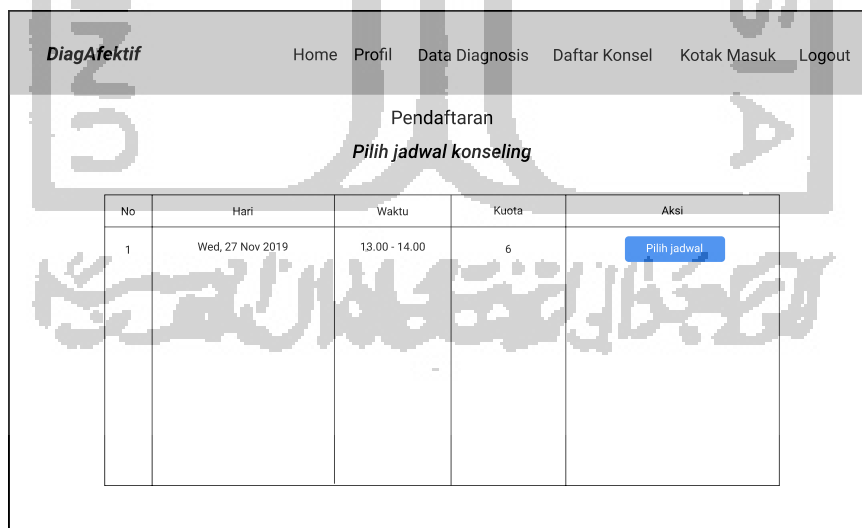 DiagAfektif Home Profil Data Diagnosis Daftar Konsel Kotak Masuk Logout
Pendaftaran
Pilih jadwal konseling
No Hari Waktu Kuota Aksi
1 Wed, 27 Nov 2019 13.00 - 14.00 6 Pilih jadwal